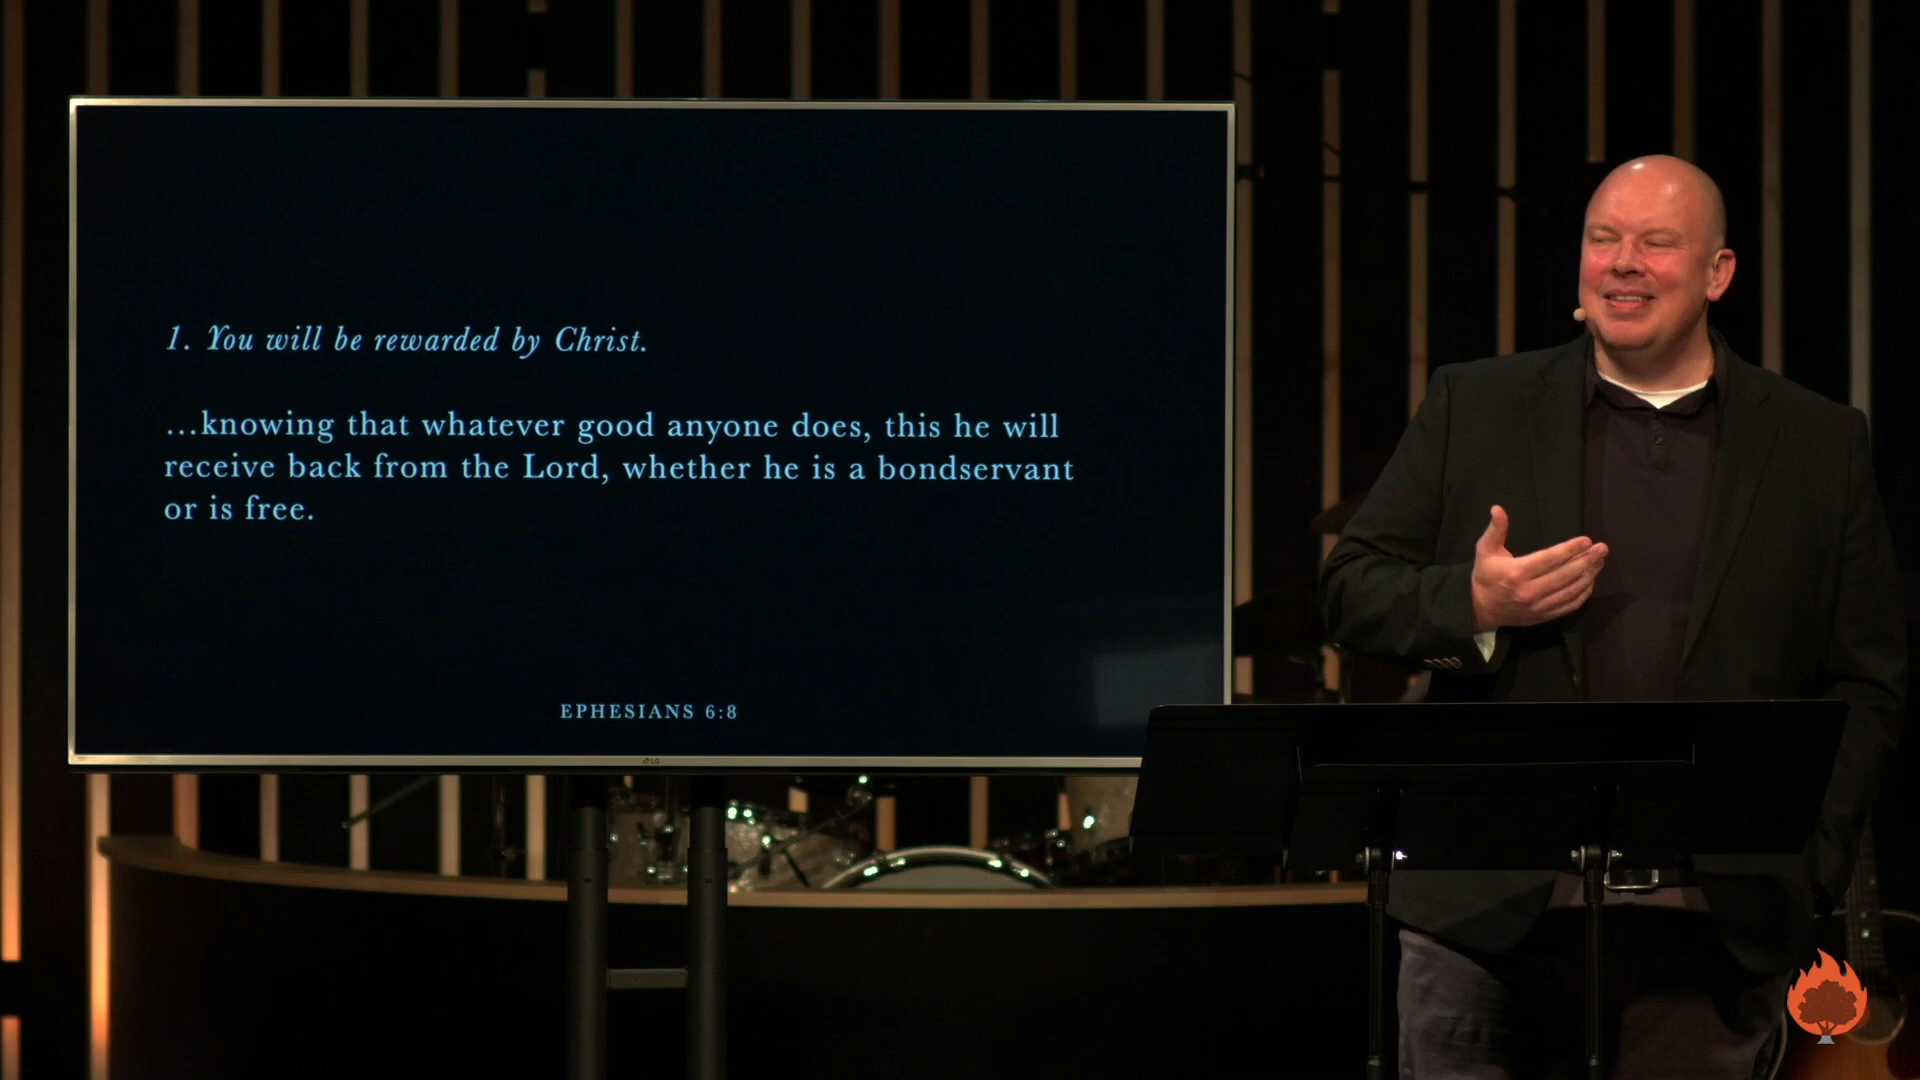 1. You will be rewarded by Christ.
...knowing that whatever good anyone does, this he will
receive back from the Lord, whether he is a bondservant
or is free.
EPHESIANS 6:8
LG